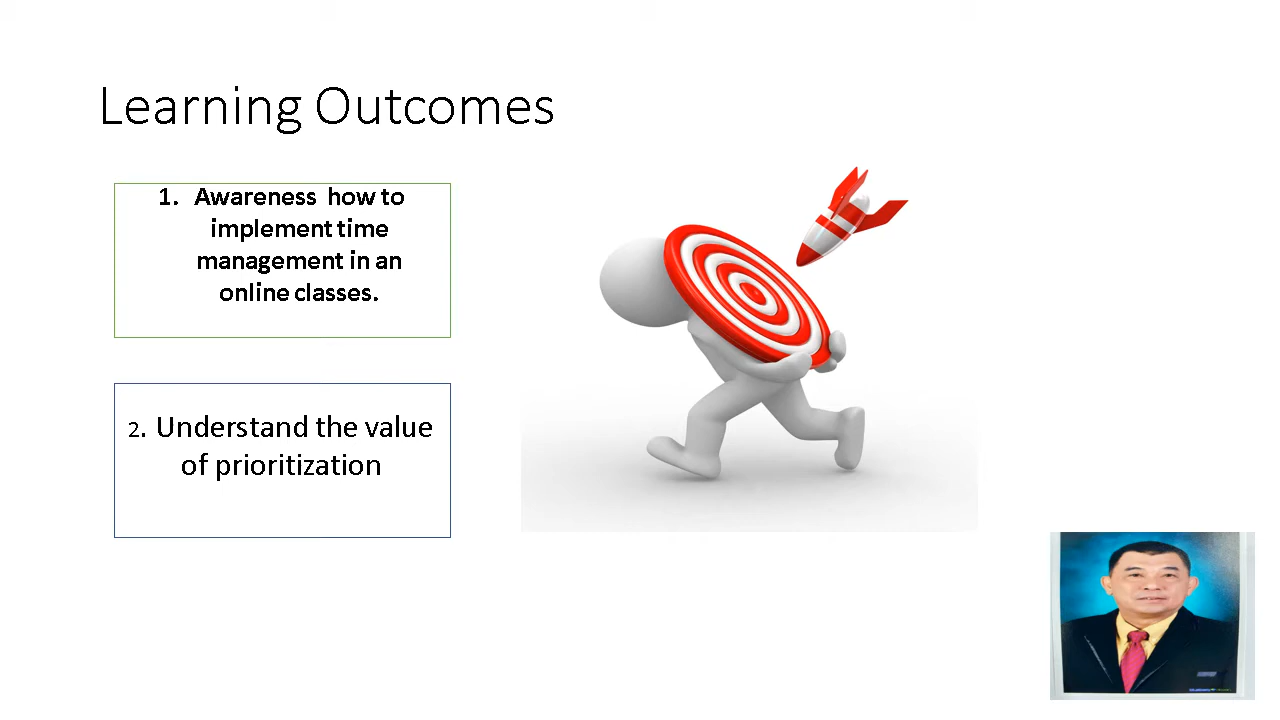 Learning Outcomes
1. Awareness how to
implement time
management in an
online classes.
2. Understand the value
of prioritization